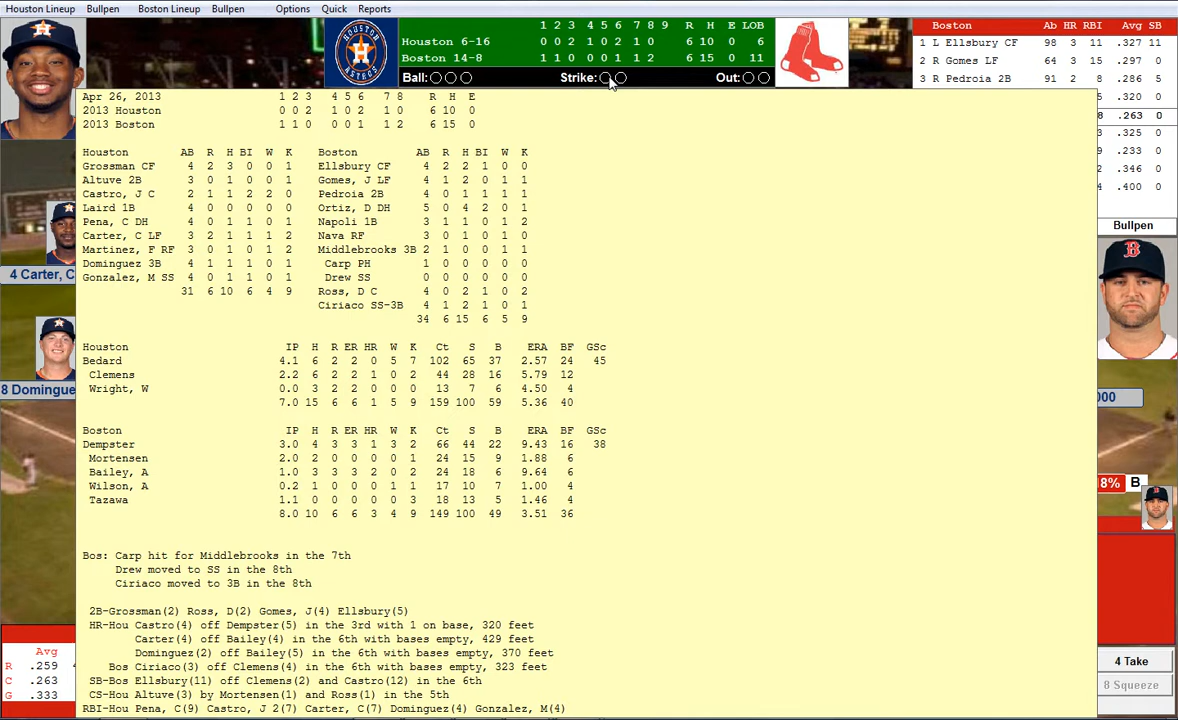 Houston Lineup Bullpen Boston Lineup Bullpen Options Quick Reports
1 2 3 4 5 6 7 8 9 R H E LOB
Houston 6-16 0 0 2 1 0 2 1 0 6 10 0 6
Boston 14-8 1 1 0 0 0 1 1 2 6 15 0 11
Ball: Strike: Out:
Boston Ab HR RBI Avg SB
1 L Ellsbury CF 98 3 11 .327 11
2 R Gomes LF 64 3 15 .297 0
3 R Pedroia 2B 91 2 8 .286 5
5 .320 0
8 .263 0
3 .325 0
9 .233 0
2 .346 0
4 .400 0
Bullpen
Apr 26, 2013 1 2 3 4 5 6 7 8 R H E
2013 Houston 0 0 2 1 0 2 1 0 6 10 0
2013 Boston 1 1 0 0 0 1 1 2 6 15 0
Houston AB R H BI W K Boston AB R H BI W K
Grossman CF 4 2 3 0 0 1 Ellsbury CF 4 2 2 1 0 0
Altuve 2B 3 0 1 0 0 1 Gomes, J LF 4 1 2 0 1 1
Castro, J C 2 1 1 2 2 0 Pedroia 2B 4 0 1 1 1 1
Laird 1B 4 0 0 0 0 0 Ortiz, D DH 5 0 4 2 0 1
Pena, C DH 4 0 1 1 0 1 Napoli 1B 3 1 1 0 1 2
Carter, C LF 3 2 1 1 1 2 Nava RF 3 0 1 0 1 0
Martinez, F RF 3 0 1 0 1 2 Middlebrooks 3B 2 1 0 0 1 1
Dominguez 3B 4 1 1 1 0 1 Carp PH 1 0 0 0 0 0
Gonzalez, M SS 4 0 1 1 0 1 Drew SS 0 0 0 0 0 0
31 6 10 6 4 9 Ross, D C 4 0 2 1 0 2
Ciriaco SS-3B 4 1 2 1 0 1
34 6 15 6 5 9
Houston IP H R ER HR W K Ct S B ERA BF GSc
Bedard 4.1 6 2 2 0 5 7 102 65 37 2.57 24 45
Clemens 2.2 6 2 2 1 0 2 44 28 16 5.79 12
Wright, W 0.0 3 2 2 0 0 0 13 7 6 4.50 4
7.0 15 6 6 1 5 9 159 100 59 5.36 40
Boston IP H R ER HR W K Ct S B ERA BF GSc
Dempster 3.0 4 3 3 1 3 2 66 44 22 9.43 16 38
Mortensen 2.0 2 0 0 0 0 1 24 15 9 1.88 6
Bailey, A 1.0 3 3 3 2 0 2 24 18 6 9.64 6
Wilson, A 0.2 1 0 0 0 1 1 17 10 7 1.00 4
Tazawa 1.1 0 0 0 0 0 3 18 13 5 1.46 4
8.0 10 6 6 3 4 9 149 100 49 3.51 36
Bos: Carp hit for Middlebrooks in the 7th
Drew moved to SS in the 8th
Ciriaco moved to 3B in the 8th
2B-Grossman(2) Ross, D(2) Gomes, J(4) Ellsbury(5)
HR-Hou Castro(4) off Dempster(5) in the 3rd with 1 on base, 320 feet
Carter(4) off Bailey(4) in the 6th with bases empty, 429 feet
Dominguez(2) off Bailey(5) in the 6th with bases empty, 370 feet
Bos Ciriaco(3) off Clemens(4) in the 6th with bases empty, 323 feet
SB-Bos Ellsbury(11) off Clemens(2) and Castro(12) in the 6th
CS-Hou Altuve(3) by Mortensen(1) and Ross(1) in the 5th
RBI-Hou Pena, C(9) Castro, J 2(7) Carter, C(7) Dominguez(4) Gonzalez, M(4)
4 Carter, C
8 Domingue
Avg
R .259
C .263
G .333
000
8% B
4 Take
8 Squeeze